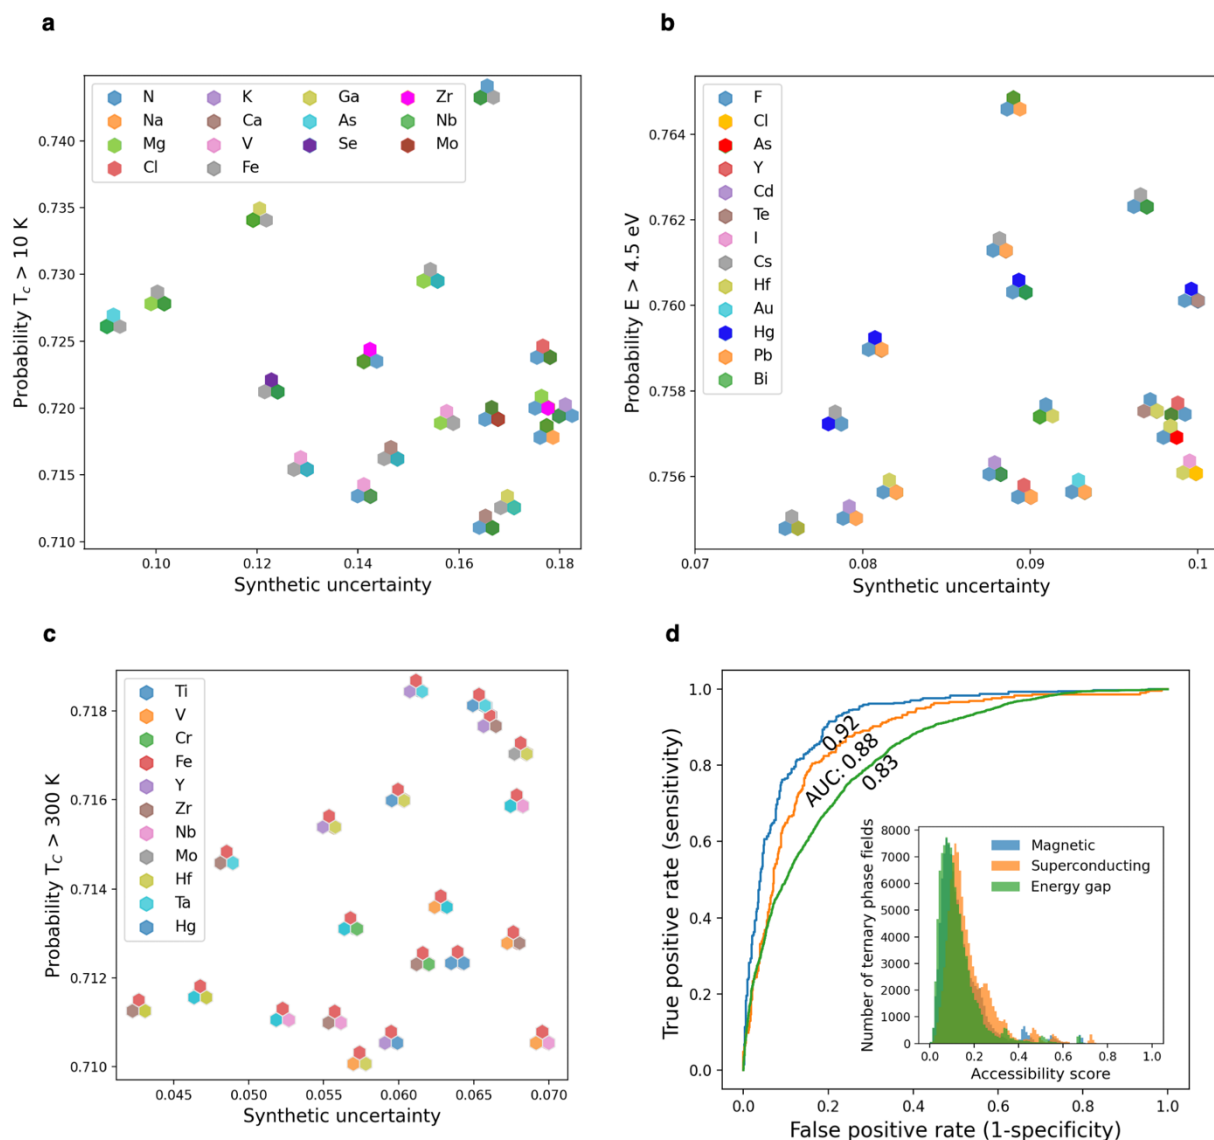 a
Probability T_c > 10 K
0.740
0.735
0.730
0.725
0.720
0.715
0.710
N
K
Ga
Zr
Na
Ca
As
Nb
Mg
V
Se
Mo
Cl
Fe
0.10
0.12
0.14
0.16
0.18
Synthetic uncertainty
b
Probability E > 4.5 eV
0.764
0.762
0.760
0.758
0.756
F
Cl
As
Y
Cd
Te
I
Cs
Hf
Au
Hg
Pb
Bi
0.07
0.08
0.09
0.1
Synthetic uncertainty
c
Probability T_C > 300 K
0.718
0.716
0.714
0.712
0.710
Ti
V
Cr
Fe
Y
Zr
Nb
Mo
Hf
Ta
Hg
0.045
0.050
0.055
0.060
0.065
0.070
Synthetic uncertainty
d
True positive rate (sensitivity)
1.0
0.8
0.6
0.4
0.2
0.0
0.92
AUC: 0.88
0.83
Number of ternary phase fields
8000
7000
6000
5000
4000
3000
2000
1000
0
Magnetic
Superconducting
Energy gap
0.0
0.2
0.4
0.6
0.8
1.0
Accessibility score
0.0
0.2
0.4
0.6
0.8
1.0
False positive rate (1-specificity)